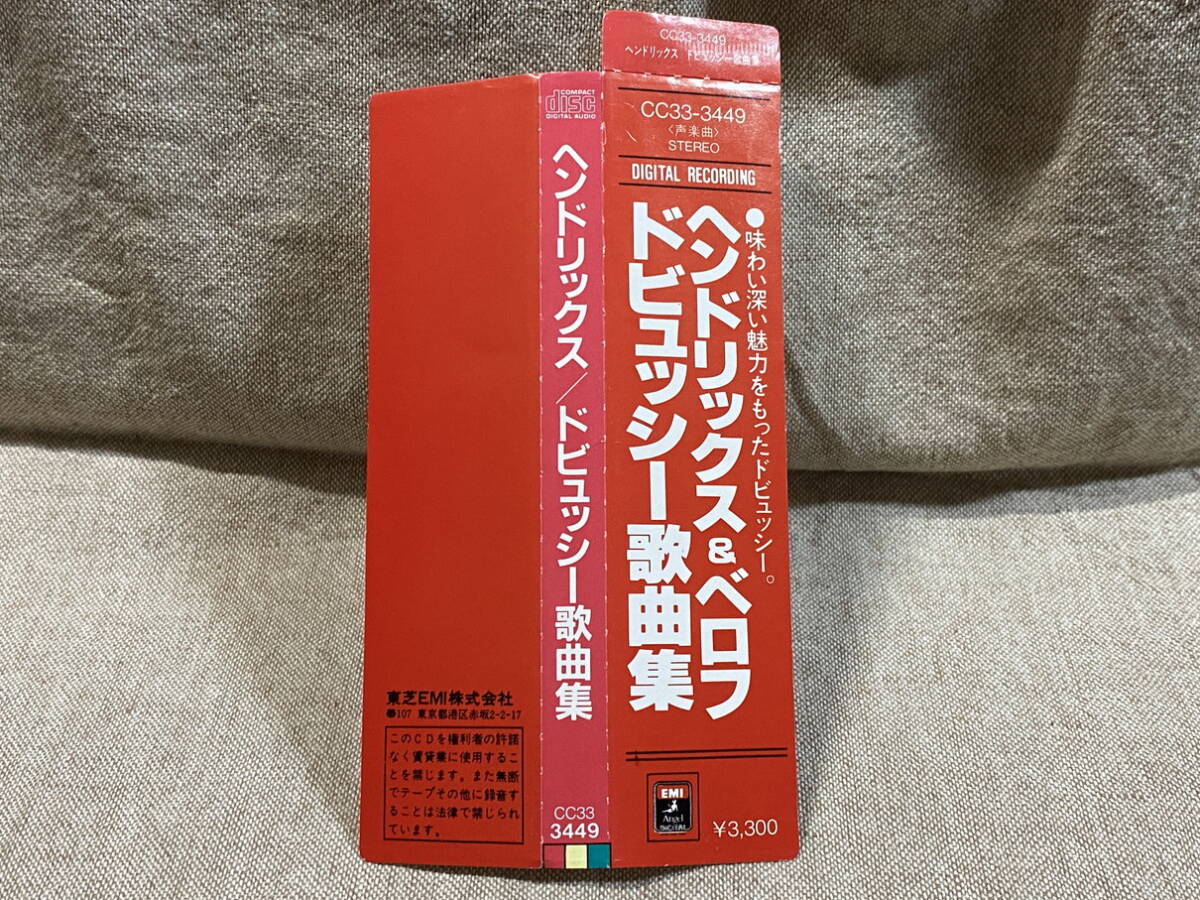 CC33-3449
ヘンドリックス ドビュッシー歌曲集
CC33-3449
〈声楽曲〉
STEREO
DIGITAL RECORDING
●味わい深い魅力をもったドビュッシー。
ヘンドリックス&ベロフ
ドビュッシー歌曲集
EMI
Angel
DIGITAL
¥3,300
COMPACT
disc
DIGITAL AUDIO
ヘンドリックス/ドビュッシー歌曲集
CC33
3449
東芝EMI株式会社
107 東京都港区赤坂2-2-17
このCDを権利者の許諾
なく賃貸業に使用するこ
とを禁じます。また無断
でテープその他に録音す
ることは法律で禁じられ
ています。